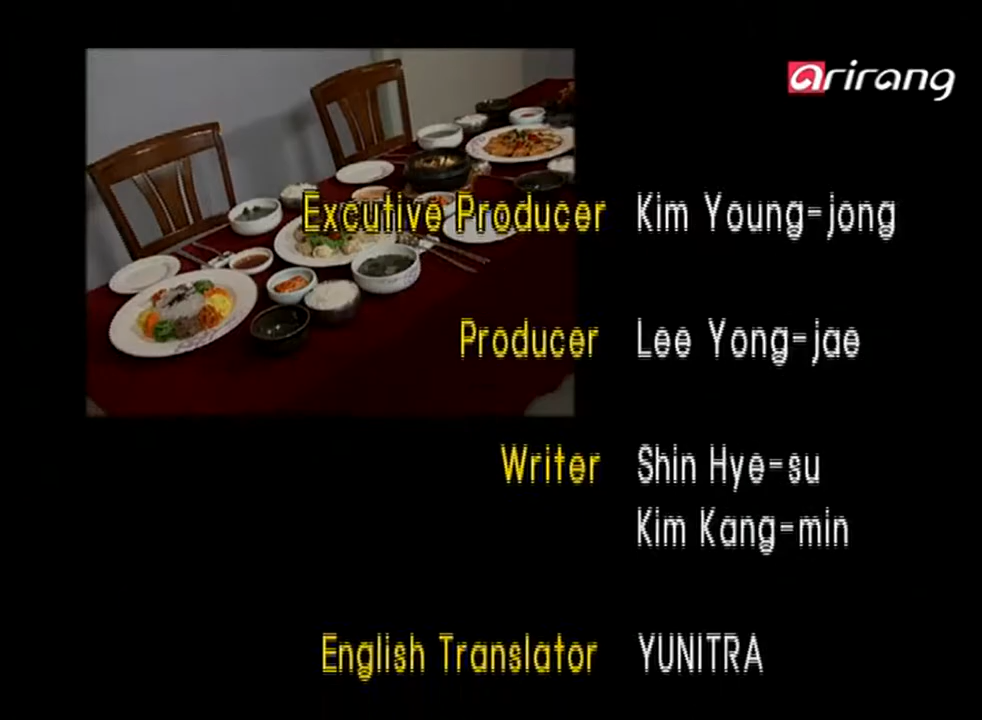 arirang
Excutive Producer Kim Young-jong
Producer Lee Yong-jae
Writer Shin Hye-su
Kim Kang-min
English Translator YUNITRA